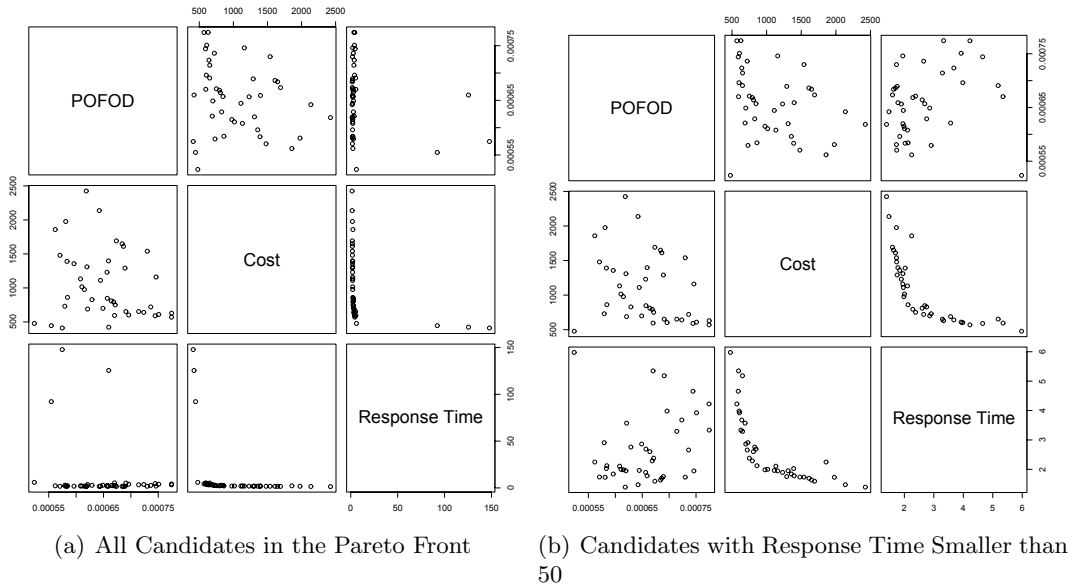 500 1000 1500 2000 2500
POFOD
0.00055 0.00065 0.00075
500 1000 1500 2000 2500
Cost
Response Time
0 50 100 150
0.00055 0.00065 0.00075
0 50 100 150
(a) All Candidates in the Pareto Front
500 1000 1500 2000 2500
POFOD
0.00055 0.00065 0.00075
500 1000 1500 2000 2500
Cost
Response Time
2 3 4 5 6
0.00055 0.00065 0.00075
2 3 4 5 6
(b) Candidates with Response Time Smaller than
50